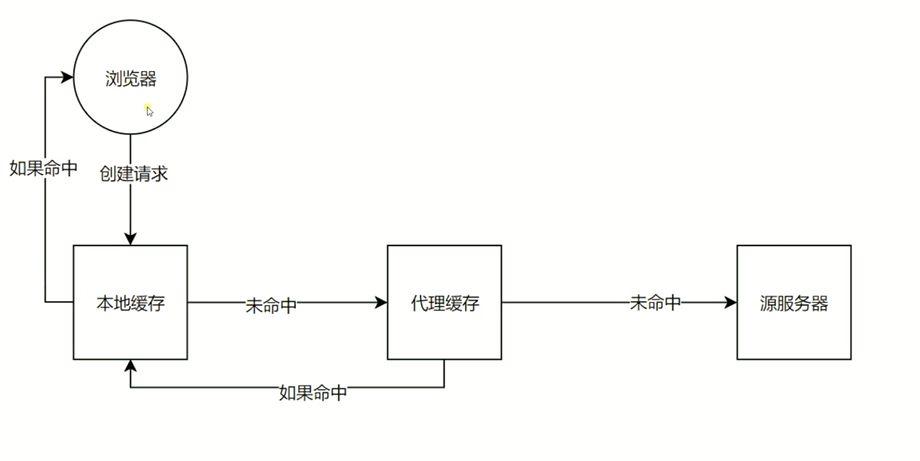 浏览器
如果命中
创建请求
本地缓存
未命中
代理缓存
未命中
源服务器
如果命中